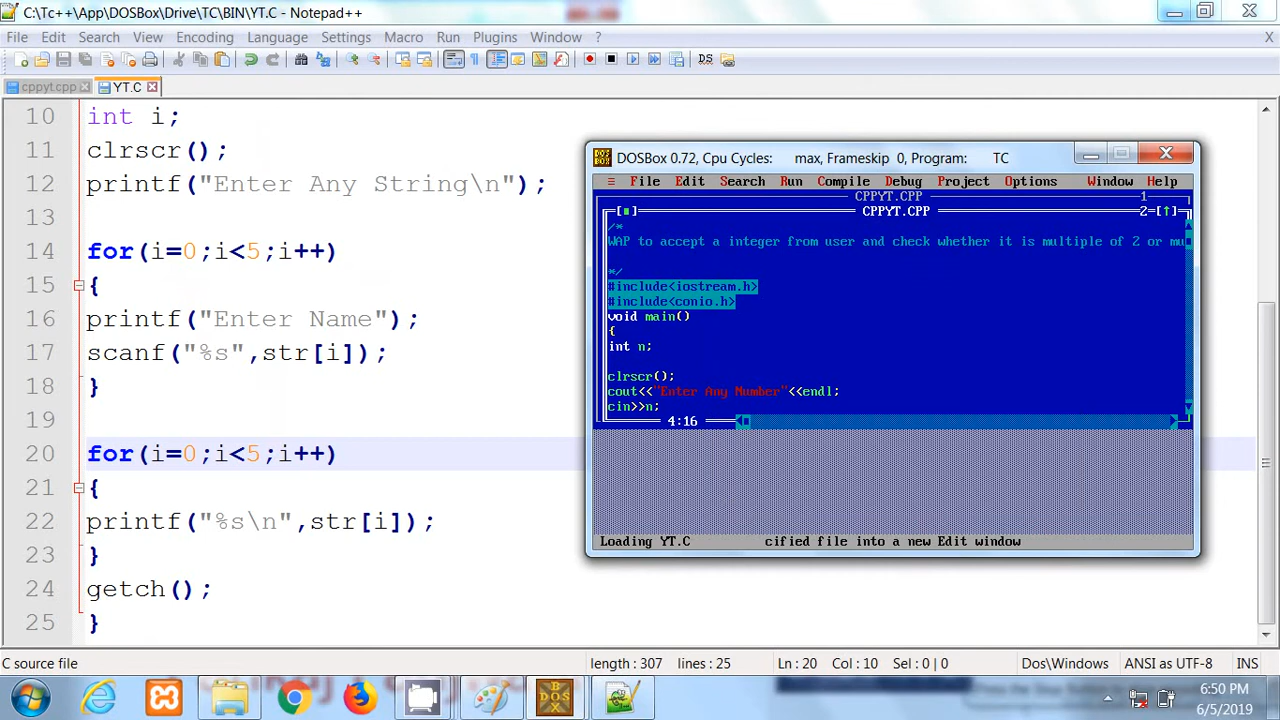 C:\Tc++\App\DOSBox\Drive\TC\BIN\YT.C - Notepad++
File Edit Search View Encoding Language Settings Macro Run Plugins Window ? X
cppyt.cpp YT.C
10 int i;
11 clrscr();
12 printf("Enter Any String\n");
13
14 for(i=0;i<5;i++)
15 {
16 printf("Enter Name");
17 scanf("%s",str[i]);
18 }
19
20 for(i=0;i<5;i++)
21 {
22 printf("%s\n",str[i]);
23 }
24 getch();
25 }
DOSBox 0.72, Cpu Cycles: max, Frameskip 0, Program: TC
≡ File Edit Search Run Compile Debug Project Options Window Help
CPPYT.CPP 1
CPPYT.CPP 2=[↑]
/*
WAP to accept a integer from user and check whether it is multiple of 2 or mu
*/
#include<iostream.h>
#include<conio.h>
void main()
{
int n;
clrscr();
cout<<"Enter Any Number"<<endl;
cin>>n;
4:16
Loading YT.C cified file into a new Edit window
C source file length : 307 lines : 25 Ln : 20 Col : 10 Sel : 0 | 0 Dos\Windows ANSI as UTF-8 INS
DOS BOX
6:50 PM
6/5/2019